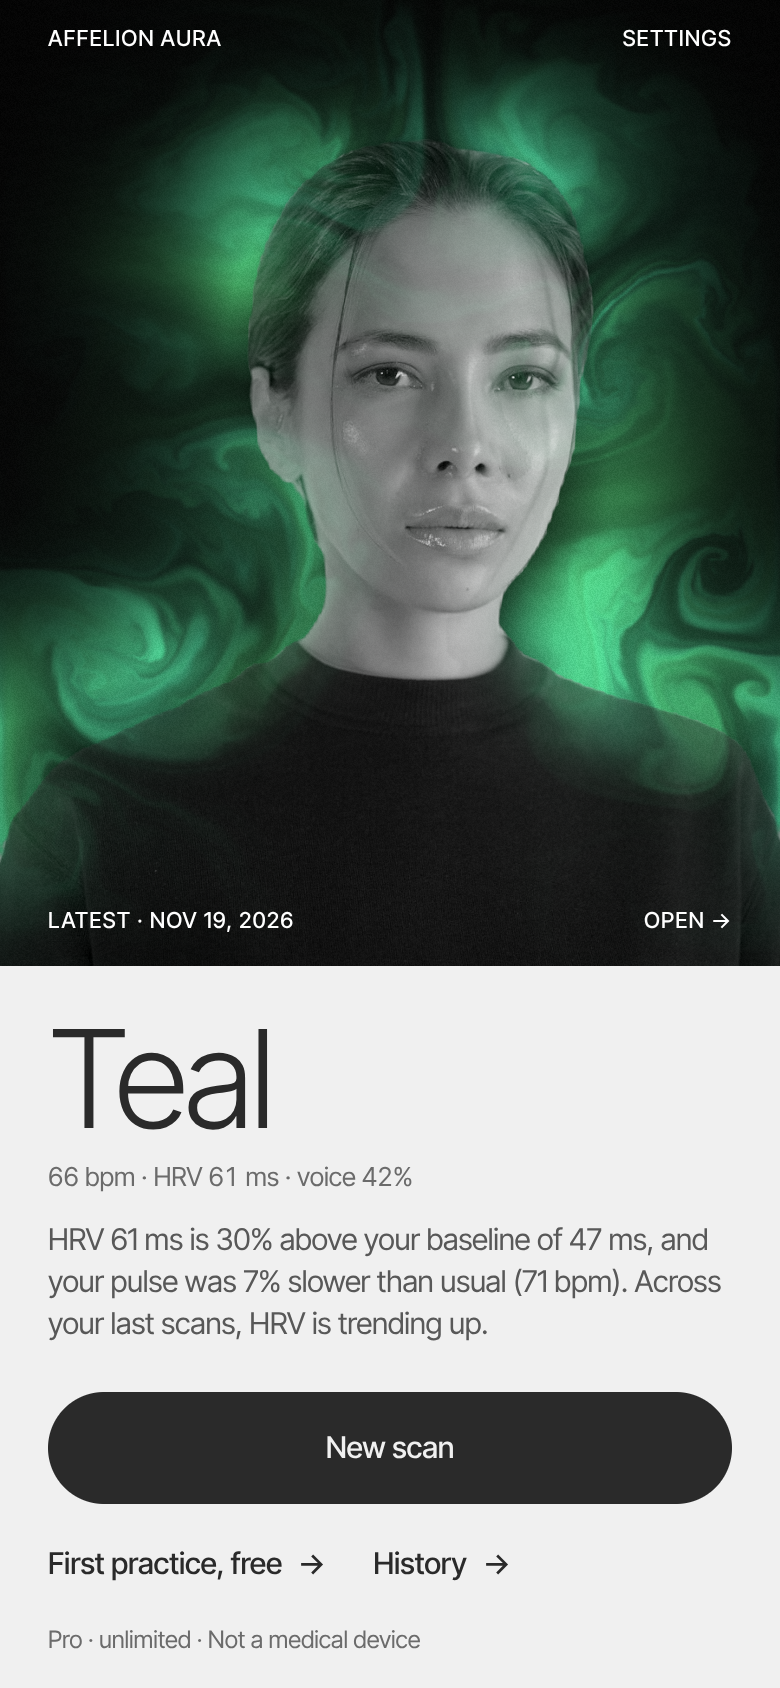 AFFELION AURA
SETTINGS
LATEST · NOV 19, 2026
OPEN →
Teal
66 bpm · HRV 61 ms · voice 42%
HRV 61 ms is 30% above your baseline of 47 ms, and
your pulse was 7% slower than usual (71 bpm). Across
your last scans, HRV is trending up.
New scan
First practice, free →
History →
Pro · unlimited · Not a medical device